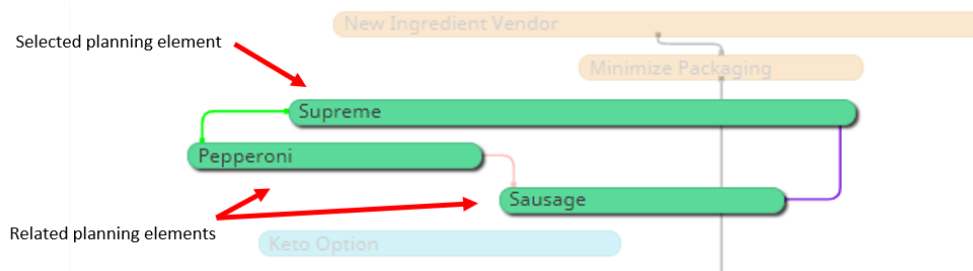 New Ingredient Vendor
Selected planning element
Minimize Packaging
Supreme
Pepperoni
Sausage
Related planning elements
Keto Option